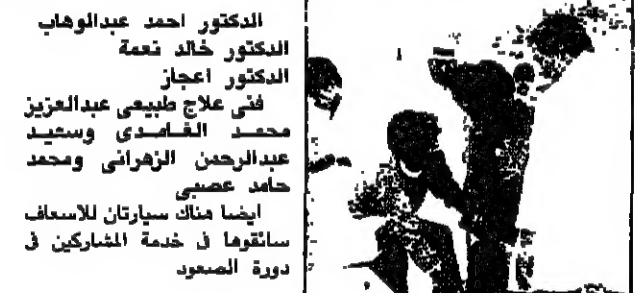 الدكتور احمد عبدالوهاب
الدكتور خالد نعمة
الدكتور اعجاز
فنى علاج طبيعى عبدالعزيز
محمد الغامدى وسعيد
عبدالرحمن الزهرانى ومحمد
حامد عصبى
ايضا هناك سيارتان للاسعاف
سائقوها فى خدمة المشاركين فى
دورة الصعود